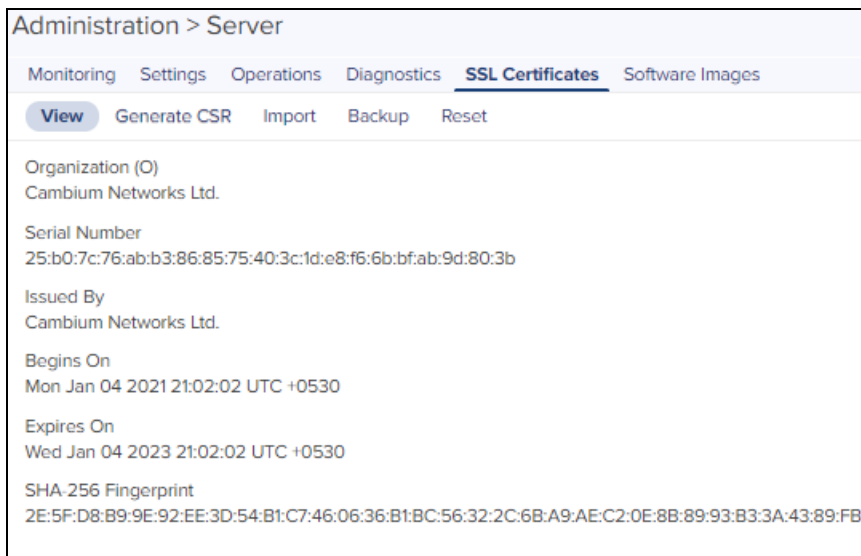 Administration > Server
Monitoring Settings Operations Diagnostics SSL Certificates Software Images
View Generate CSR Import Backup Reset
Organization (O)
Cambium Networks Ltd.
Serial Number
25:b0:7c:76:ab:b3:86:85:75:40:3c:1d:e8:f6:6b:bf:ab:9d:80:3b
Issued By
Cambium Networks Ltd.
Begins On
Mon Jan 04 2021 21:02:02 UTC +0530
Expires On
Wed Jan 04 2023 21:02:02 UTC +0530
SHA-256 Fingerprint
2E:5F:D8:B9:9E:92:EE:3D:54:B1:C7:46:06:36:B1:BC:56:32:2C:6B:A9:AE:C2:0E:8B:89:93:B3:3A:43:89:FB